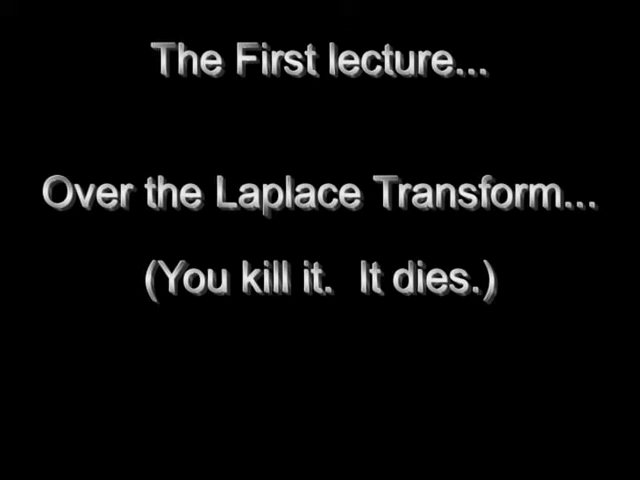 The First lecture...
Over the Laplace Transform...
(You kill it.  It dies.)